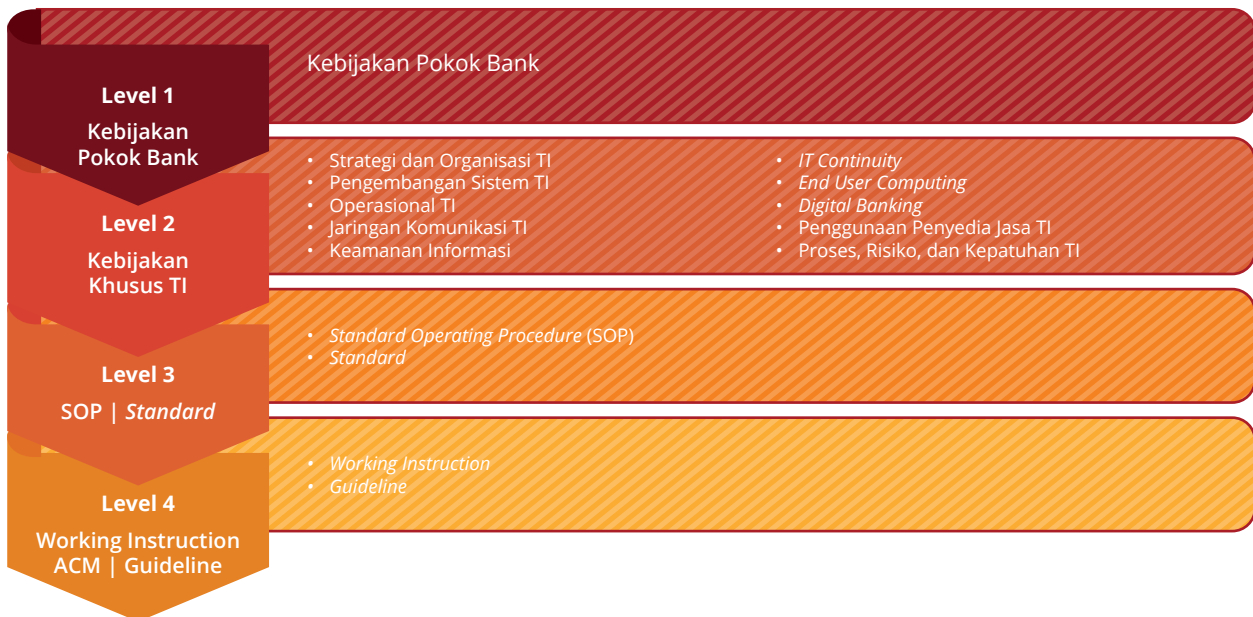 Level 1
Kebijakan
Pokok Bank
Kebijakan Pokok Bank
Level 2
Kebijakan
Khusus TI
• Strategi dan Organisasi TI
• Pengembangan Sistem TI
• Operasional TI
• Jaringan Komunikasi TI
• Keamanan Informasi
• IT Continuity
• End User Computing
• Digital Banking
• Penggunaan Penyedia Jasa TI
• Proses, Risiko, dan Kepatuhan TI
Level 3
SOP | Standard
• Standard Operating Procedure (SOP)
• Standard
Level 4
Working Instruction
ACM | Guideline
• Working Instruction
• Guideline